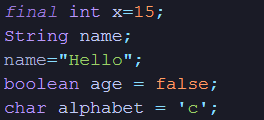 final int x=15;
String name;
name="Hello";
boolean age = false;
char alphabet = 'c';